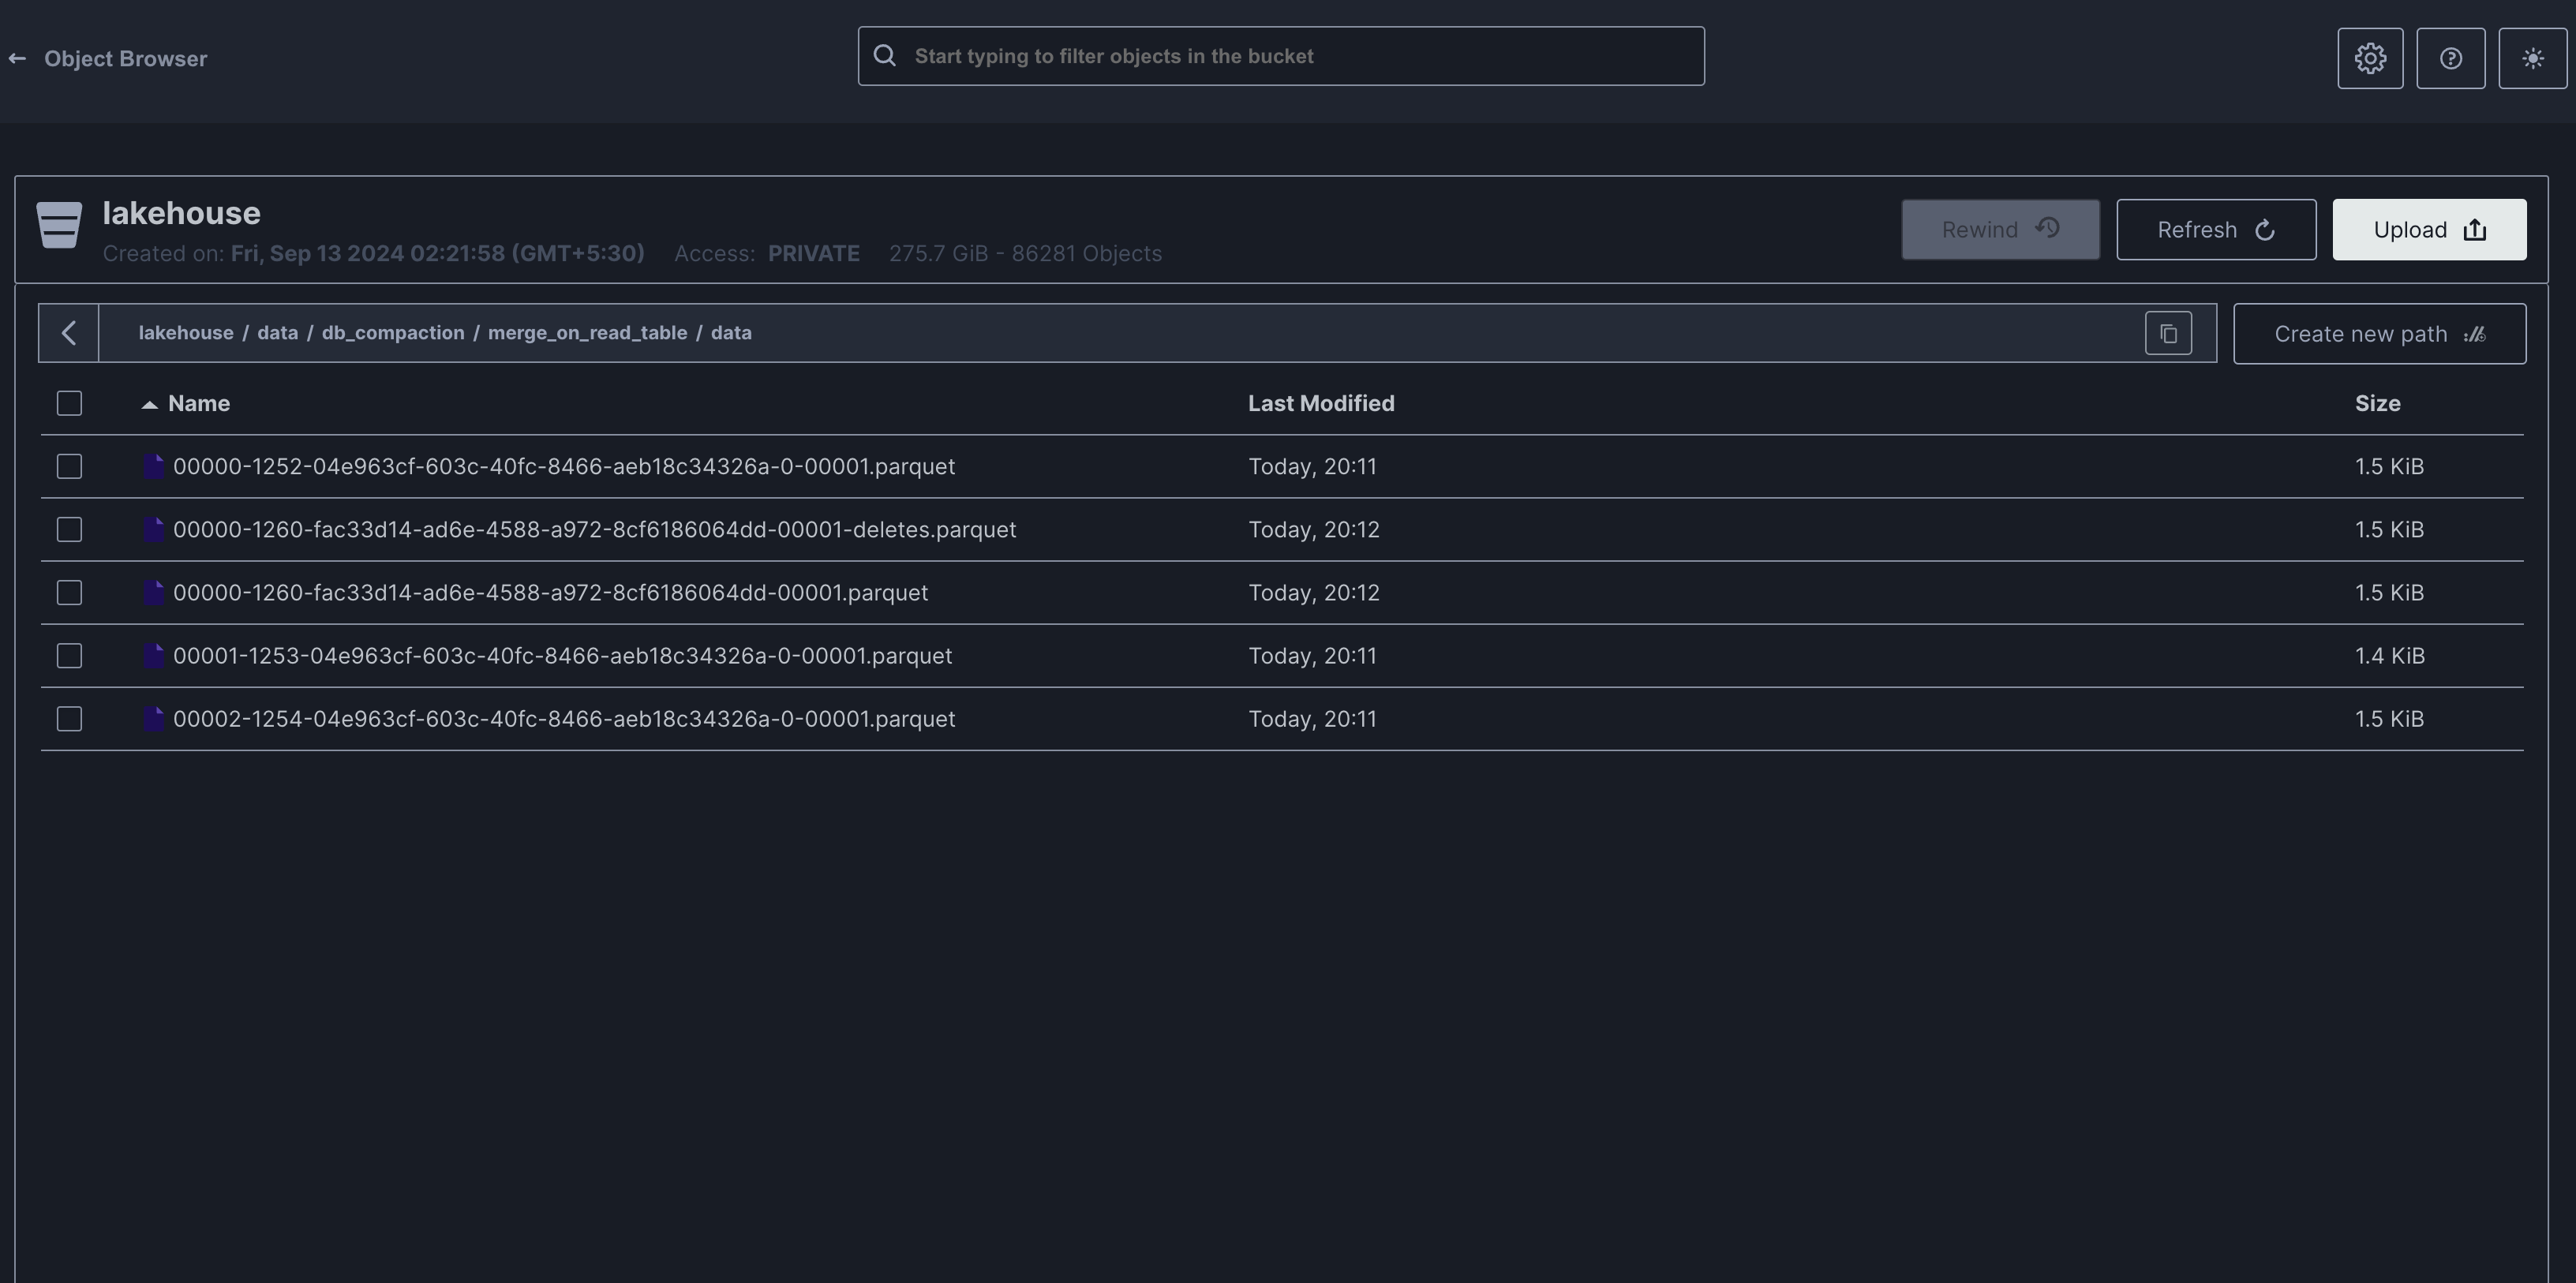 Object Browser
Start typing to filter objects in the bucket
lakehouse
Created on: Fri, Sep 13 2024 02:21:58 (GMT+5:30) Access: PRIVATE 275.7 GiB - 86281 Objects
Rewind
Refresh
Upload
lakehouse / data / db_compaction / merge_on_read_table / data
Create new path
Name Last Modified Size
00000-1252-04e963cf-603c-40fc-8466-aeb18c34326a-0-00001.parquet Today, 20:11 1.5 KiB
00000-1260-fac33d14-ad6e-4588-a972-8cf6186064dd-00001-deletes.parquet Today, 20:12 1.5 KiB
00000-1260-fac33d14-ad6e-4588-a972-8cf6186064dd-00001.parquet Today, 20:12 1.5 KiB
00001-1253-04e963cf-603c-40fc-8466-aeb18c34326a-0-00001.parquet Today, 20:11 1.4 KiB
00002-1254-04e963cf-603c-40fc-8466-aeb18c34326a-0-00001.parquet Today, 20:11 1.5 KiB